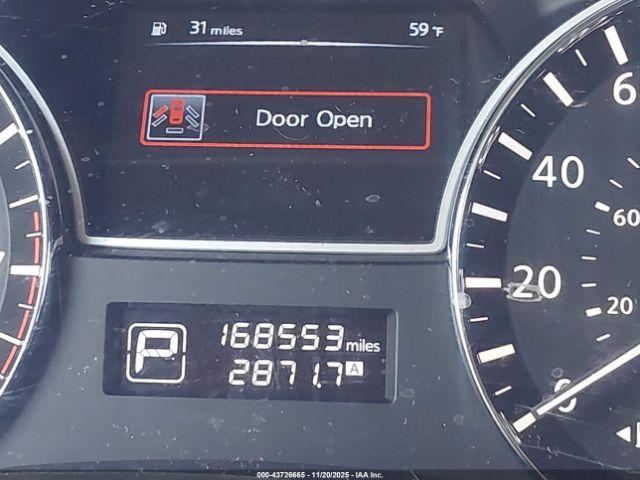 31 miles 59 °F
Door Open
60
40
60
20
20
0
P 168553 miles
2871.7 A
000-43726665 - 11/20/2025 - IAA Inc.